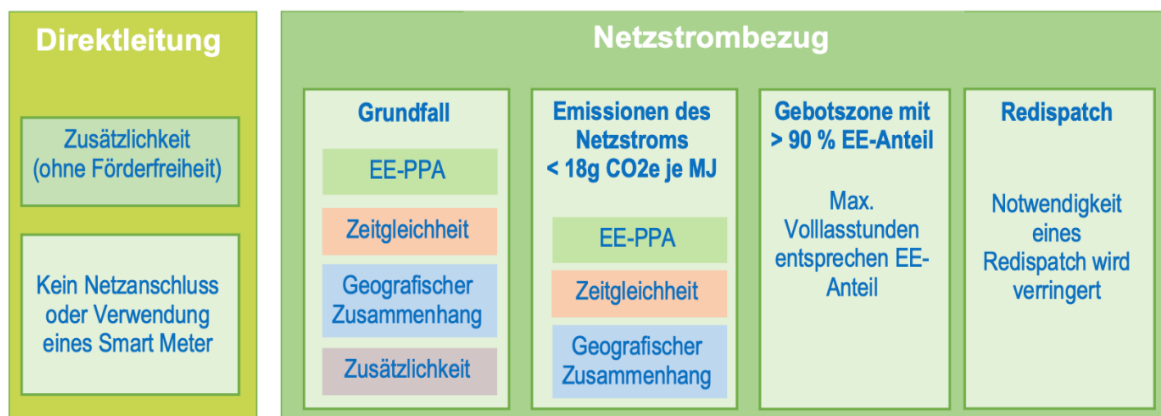 Direktleitung
Zusätzlichkeit
(ohne Förderfreiheit)
Kein Netzanschluss
oder Verwendung
eines Smart Meter
Netzstrombezug
Grundfall
EE-PPA
Zeitgleichheit
Geografischer
Zusammenhang
Zusätzlichkeit
Emissionen des
Netzstroms
< 18g CO2e je MJ
EE-PPA
Zeitgleichheit
Geografischer
Zusammenhang
Gebotszone mit
> 90 % EE-Anteil
Max.
Volllasstunden
entsprechen EE-
Anteil
Redispatch
Notwendigkeit
eines
Redispatch wird
verringert